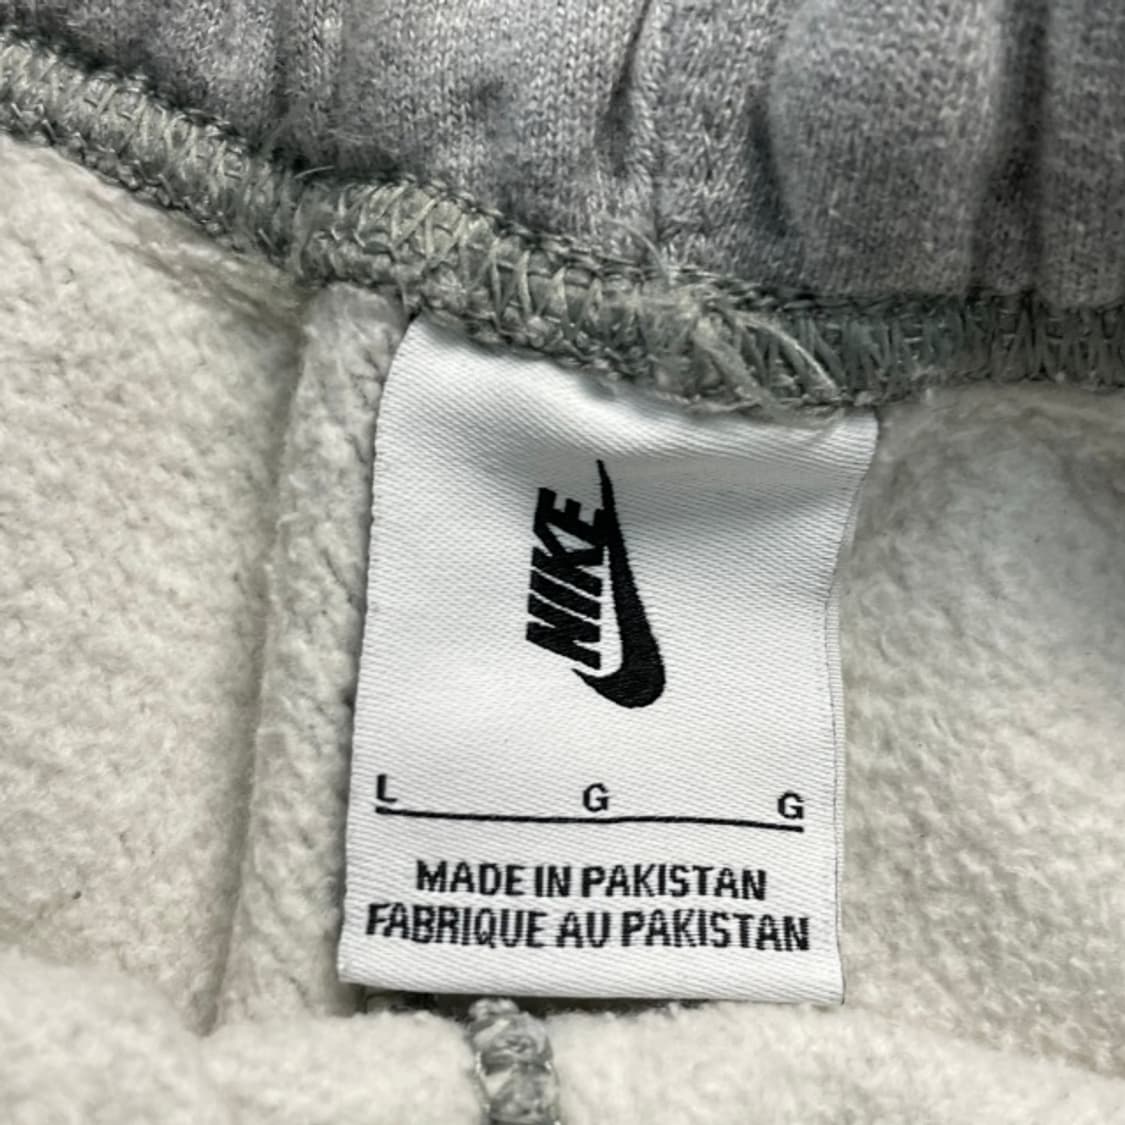 NIKE
L G G
MADE IN PAKISTAN
FABRIQUE AU PAKISTAN